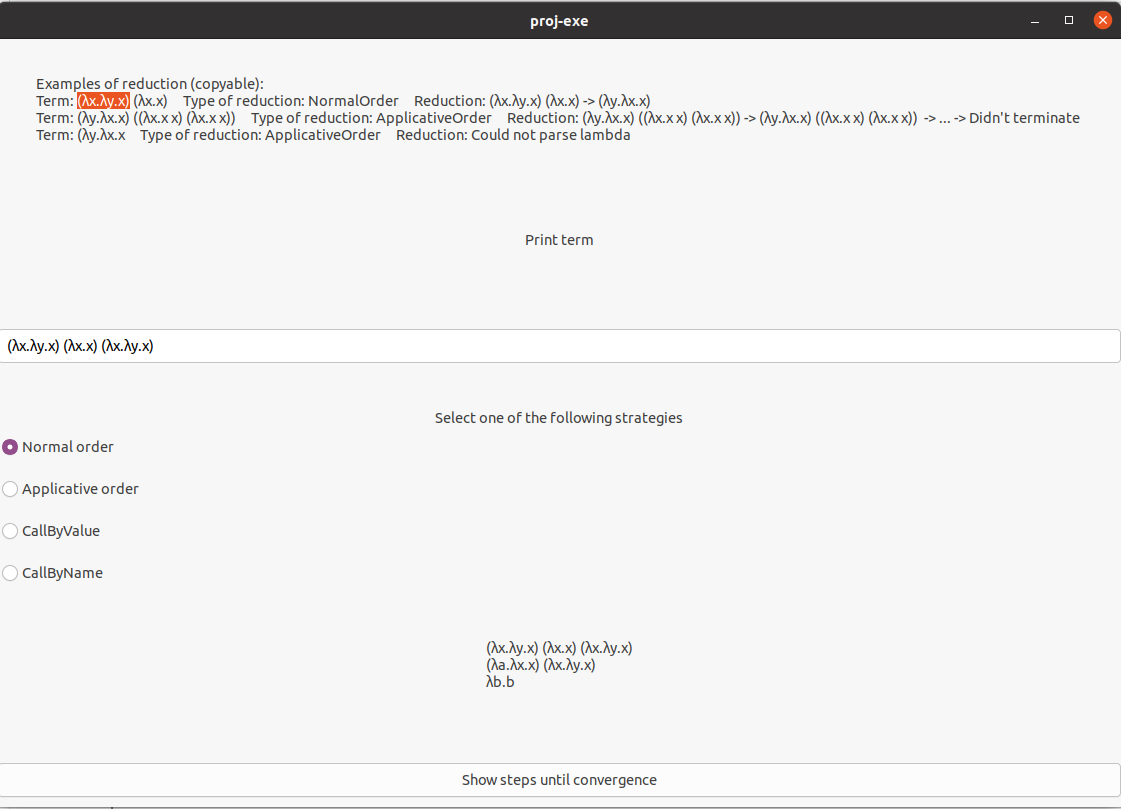 proj-exe
Examples of reduction (copyable):
Term: (λx.λy.x) (λx.x) Type of reduction: NormalOrder Reduction: (λx.λy.x) (λx.x) -> (λy.λx.x)
Term: (λy.λx.x) ((λx.x x) (λx.x x)) Type of reduction: ApplicativeOrder Reduction: (λy.λx.x) ((λx.x x) (λx.x x)) -> (λy.λx.x) ((λx.x x) (λx.x x)) -> ... -> Didn't terminate
Term: (λy.λx.x Type of reduction: ApplicativeOrder Reduction: Could not parse lambda
Print term
(λx.λy.x) (λx.x) (λx.λy.x)
Select one of the following strategies
Normal order
Applicative order
CallByValue
CallByName
(λx.λy.x) (λx.x) (λx.λy.x)
(λa.λx.x) (λx.λy.x)
λb.b
Show steps until convergence